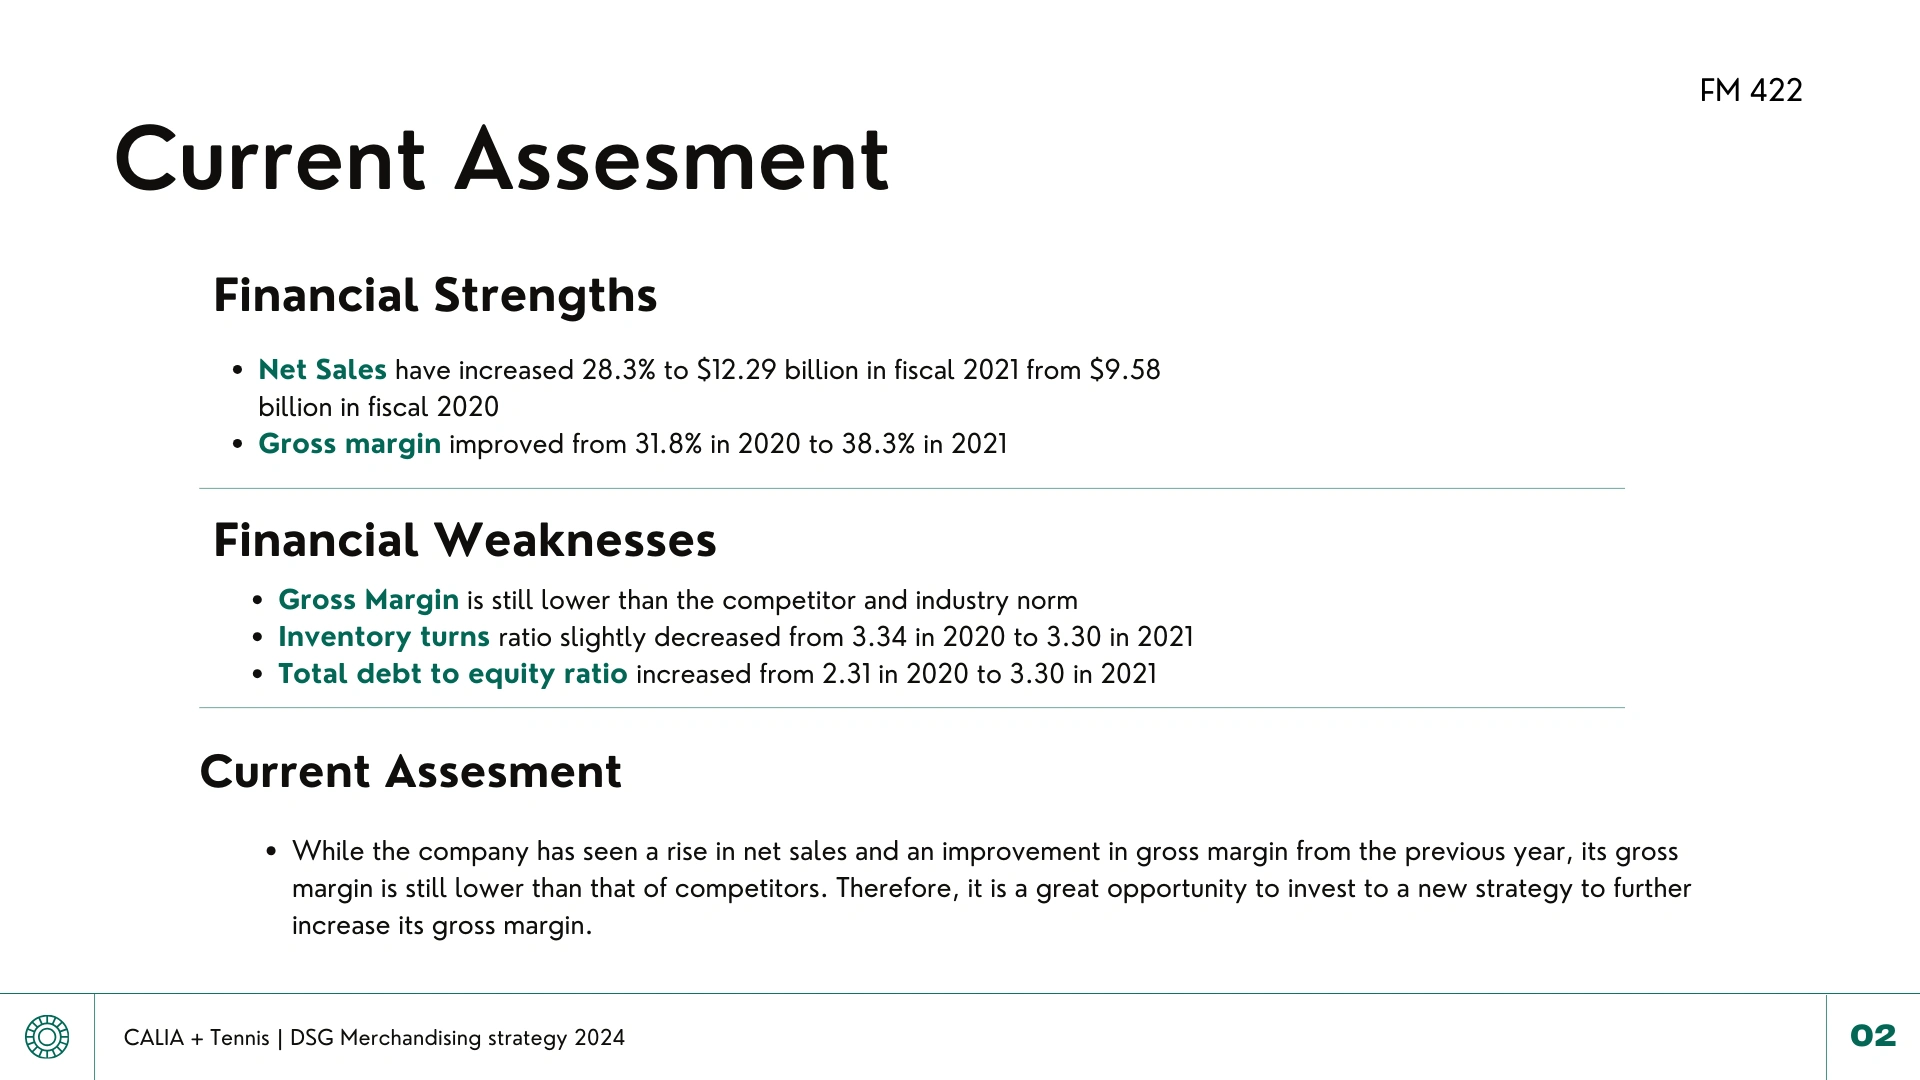 FM 422
Current Assesment
Financial Strengths
• Net Sales have increased 28.3% to $12.29 billion in fiscal 2021 from $9.58
billion in fiscal 2020
• Gross margin improved from 31.8% in 2020 to 38.3% in 2021
Financial Weaknesses
• Gross Margin is still lower than the competitor and industry norm
• Inventory turns ratio slightly decreased from 3.34 in 2020 to 3.30 in 2021
• Total debt to equity ratio increased from 2.31 in 2020 to 3.30 in 2021
Current Assesment
• While the company has seen a rise in net sales and an improvement in gross margin from the previous year, its gross
margin is still lower than that of competitors. Therefore, it is a great opportunity to invest to a new strategy to further
increase its gross margin.
CALIA + Tennis | DSG Merchandising strategy 2024
02